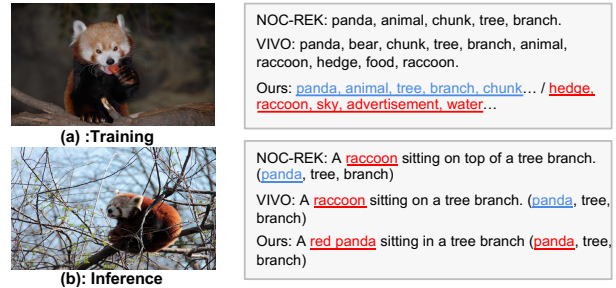 NOC-REK: panda, animal, chunk, tree, branch.
VIVO: panda, bear, chunk, tree, branch, animal,
raccoon, hedge, food, raccoon.
Ours: panda, animal, tree, branch, chunk… / hedge,
raccoon, sky, advertisement, water…
(a) :Training
NOC-REK: A raccoon sitting on top of a tree branch.
(panda, tree, branch)
VIVO: A raccoon sitting on a tree branch. (panda, tree,
branch)
Ours: A red panda sitting in a tree branch (panda, tree,
branch)
(b): Inference